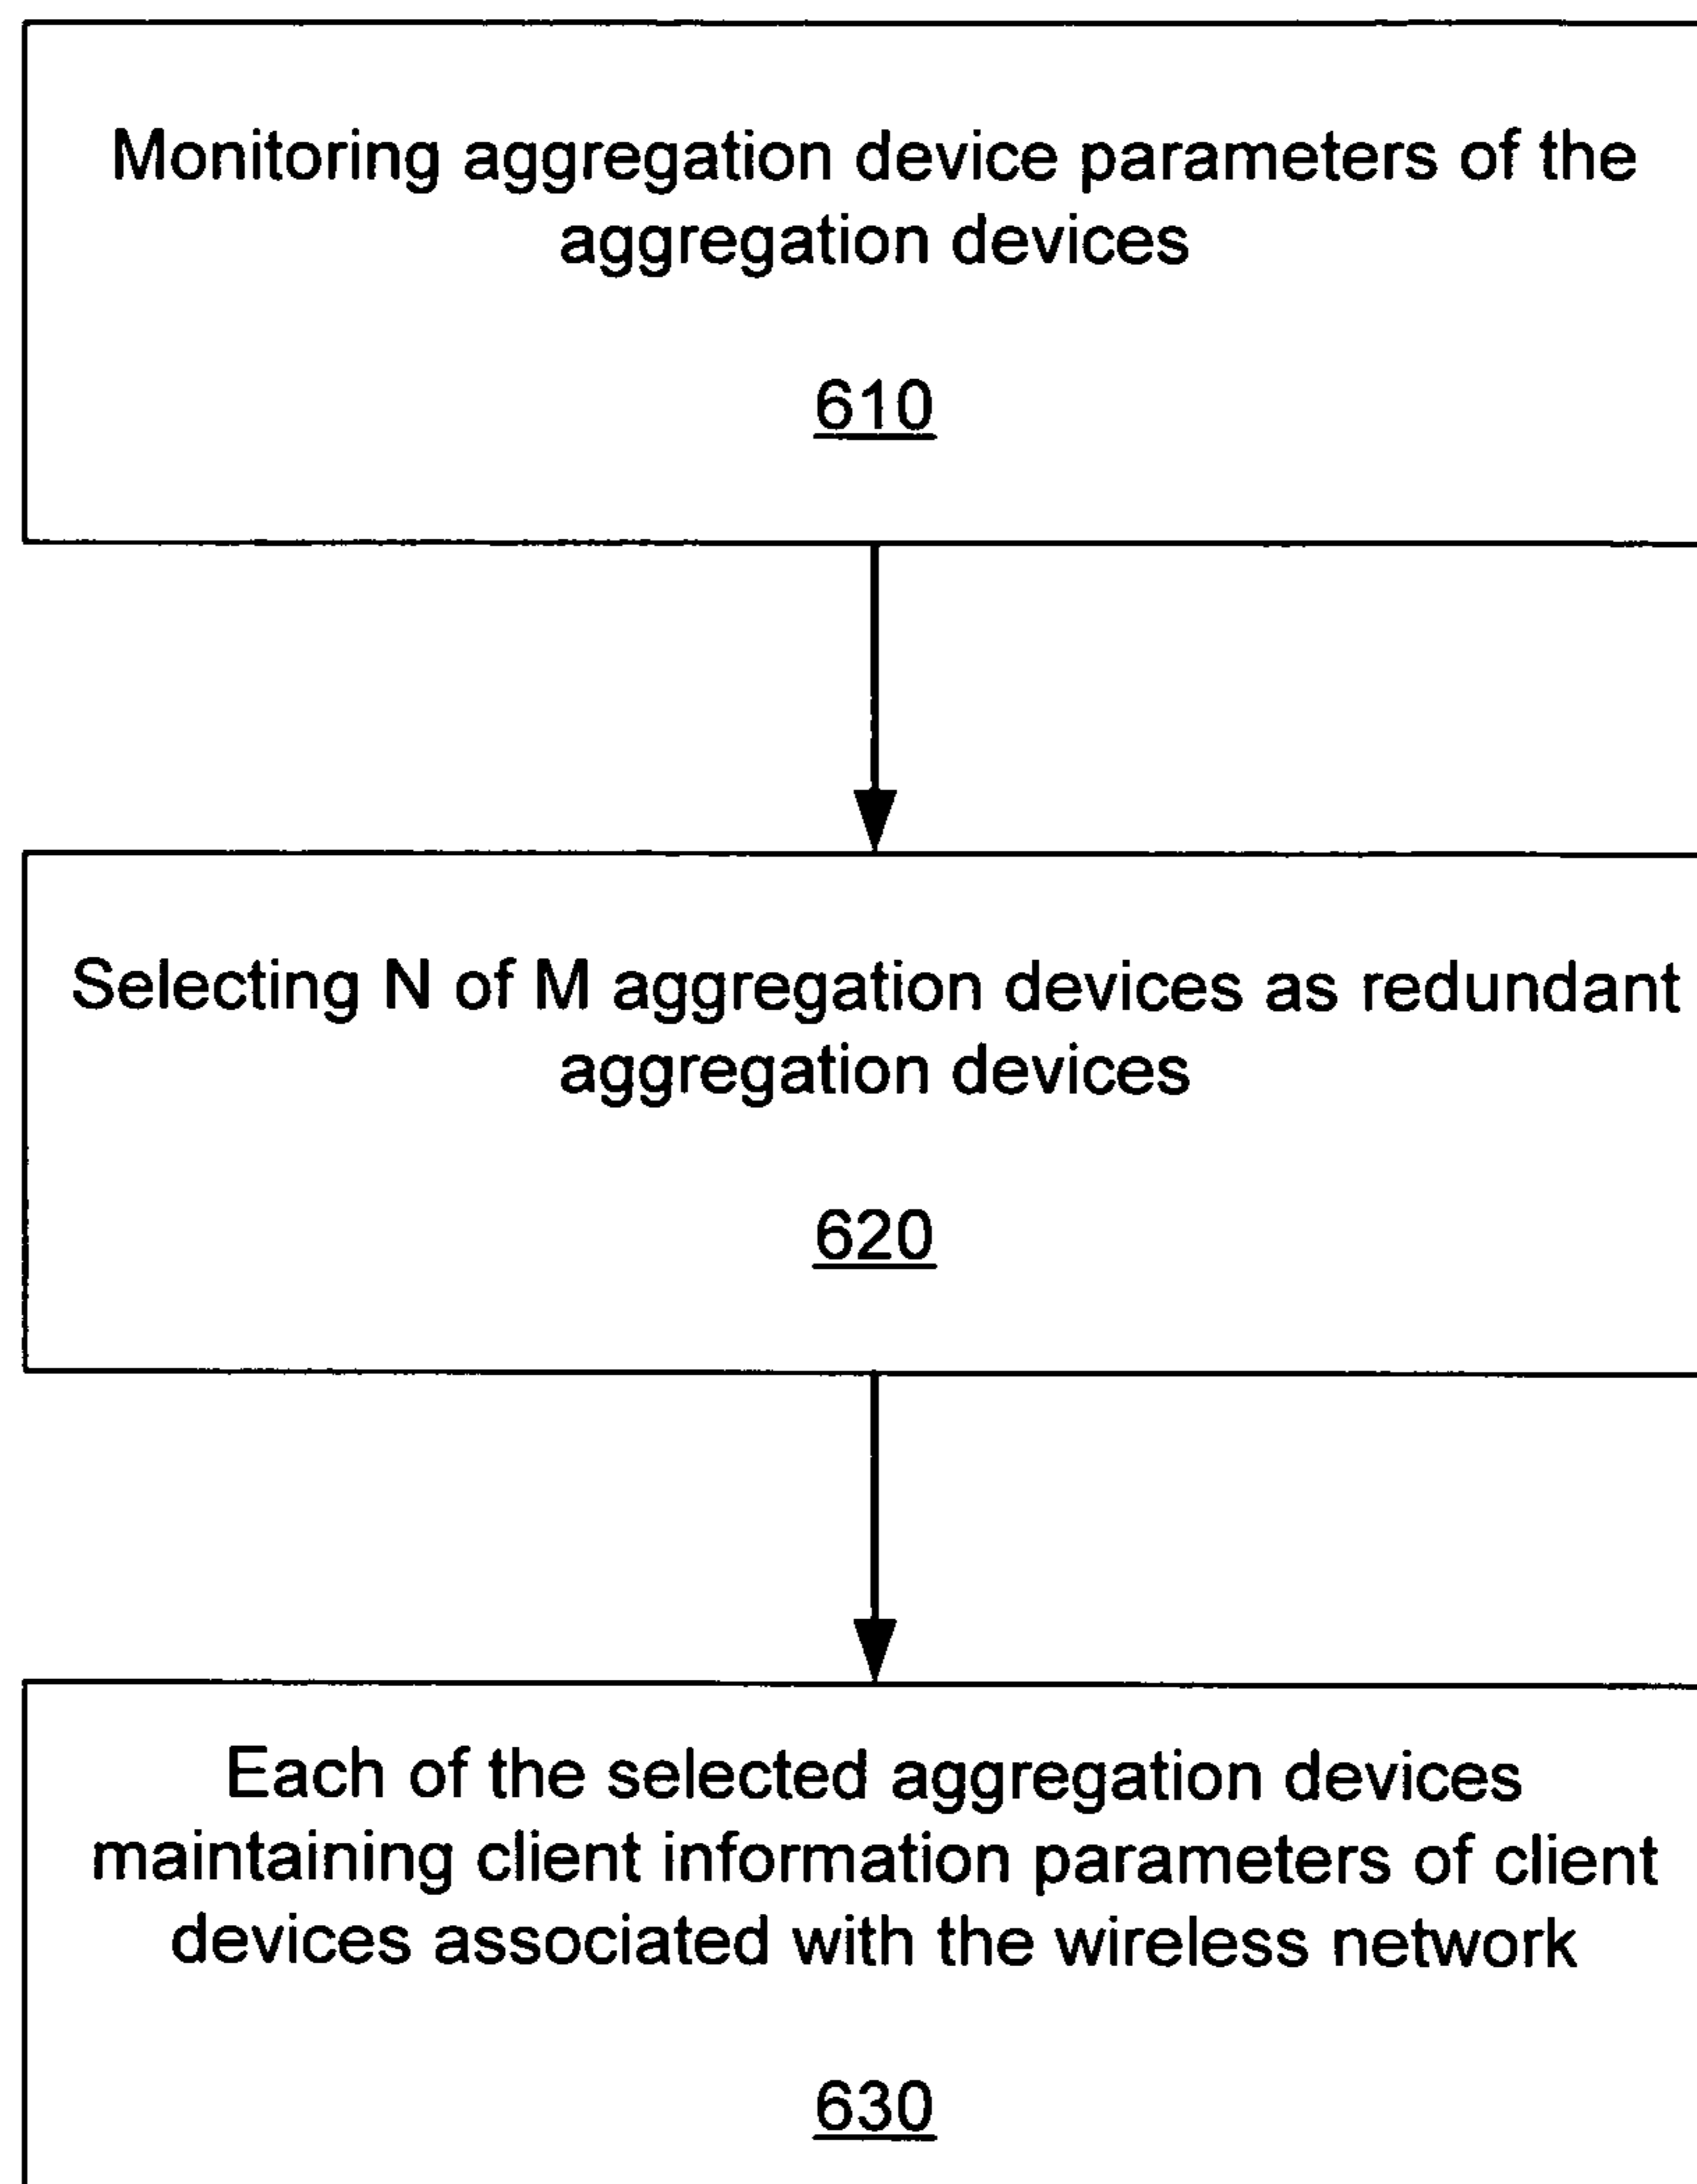 Monitoring aggregation device parameters of the
aggregation devices
610
Selecting N of M aggregation devices as redundant
aggregation devices
620
Each of the selected aggregation devices
maintaining client information parameters of client
devices associated with the wireless network
630